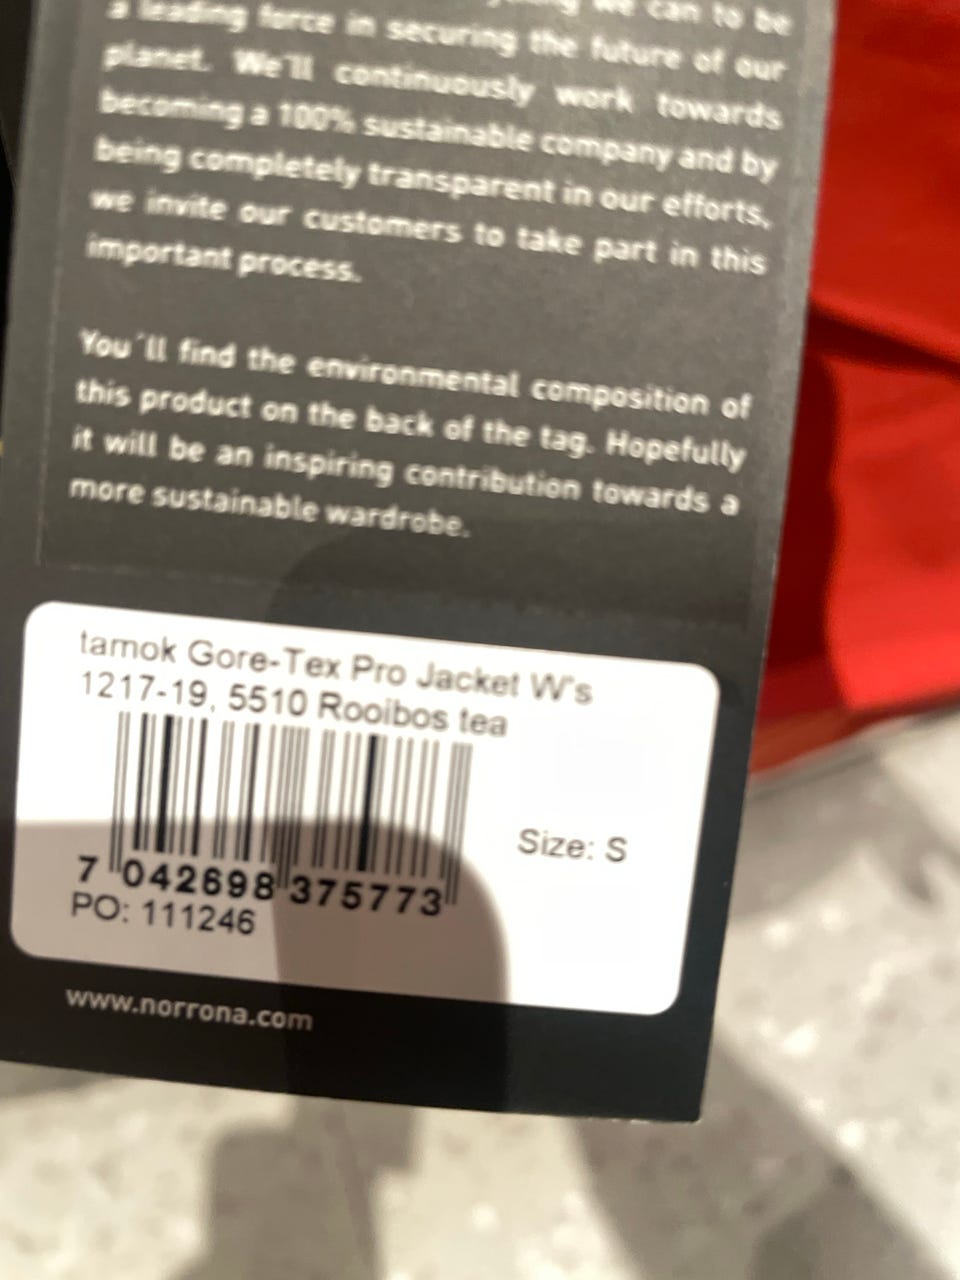 we can to be
a leading force in securing the future of our
planet. We'll continuously work towards
becoming a 100% sustainable company and by
being completely transparent in our efforts,
we invite our customers to take part in this
important process.
You´ll find the environmental composition of
this product on the back of the tag. Hopefully
it will be an inspiring contribution towards a
more sustainable wardrobe.
tamok Gore-Tex Pro Jacket W's
1217-19, 5510 Rooibos tea
Size: S
7 042698 375773
PO: 111246
www.norrona.com